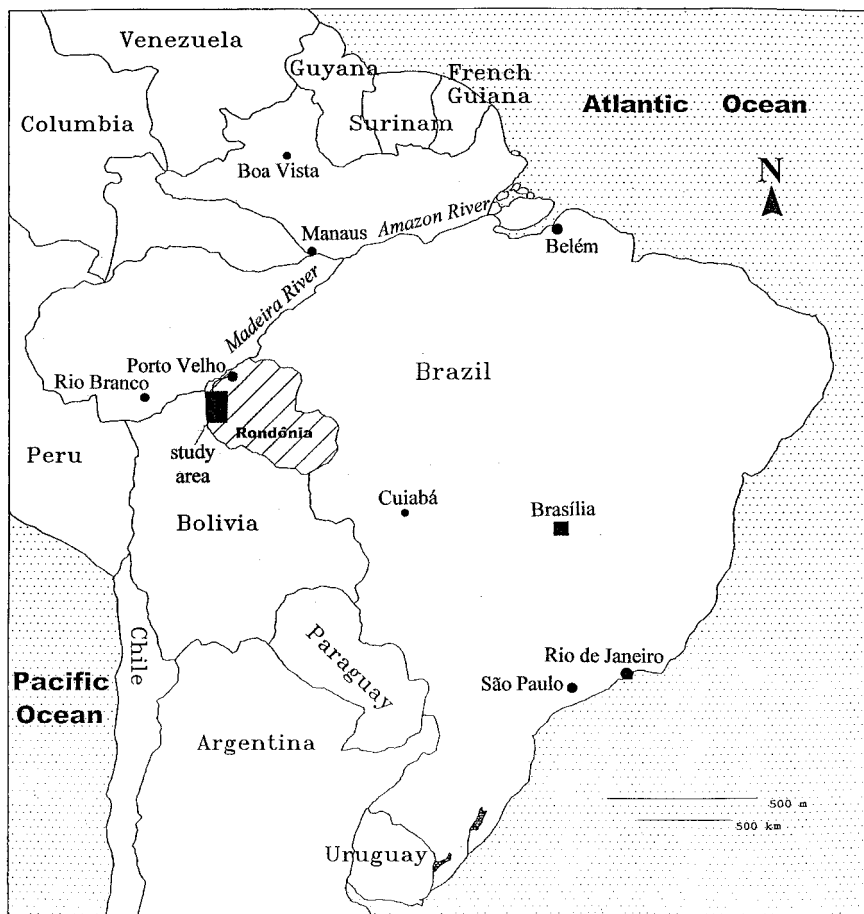 Venezuela
Guyana
French
Guiana
Atlantic Ocean
Columbia
Surinam
Boa Vista
N
Manaus
Amazon River
Belém
Madeira River
Porto Velho
Rio Branco
Brazil
Rondônia
study
area
Peru
Cuiabá
Brasília
Bolivia
Chile
Paraguay
Rio de Janeiro
São Paulo
Pacific
Ocean
Argentina
500 m
500 km
Uruguay